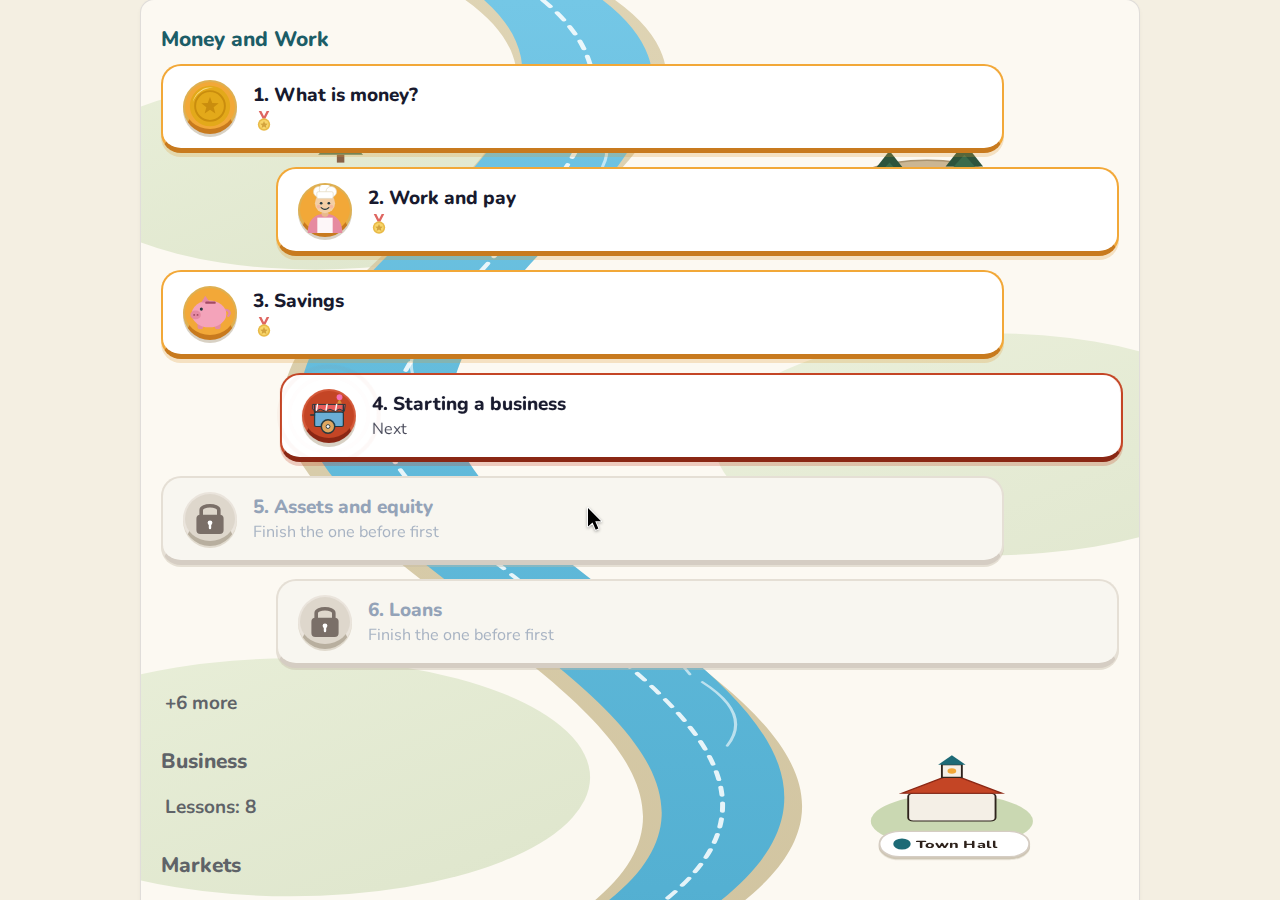 Money and Work
1. What is money?
2. Work and pay
3. Savings
4. Starting a business
Next
5. Assets and equity
Finish the one before first
6. Loans
Finish the one before first
+6 more
Business
Lessons: 8
Town Hall
Markets